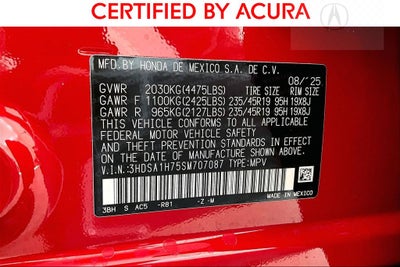 CERTIFIED BY ACURA
MFD. BY HONDA DE MEXICO S.A. DE C.V.
08/'25
GVWR 2030KG(4475LBS) TIRE SIZE RIM SIZE
GAWR F 1100KG(2425LBS) 235/45R19 95H 19X8J
GAWR R 965KG(2127LBS) 235/45R19 95H 19X8J
THIS VEHICLE CONFORMS TO ALL APPLICABLE
FEDERAL MOTOR VEHICLE SAFETY AND
THEFT PREVENTION STANDARDS IN EFFECT
ON THE DATE OF MANUFACTURE SHOWN ABOVE.
V.I.N.:3HDSA1H75SM707087 TYPE:MPV
3BH S AC5 -R81 -Z -M
MADE IN MEXICO